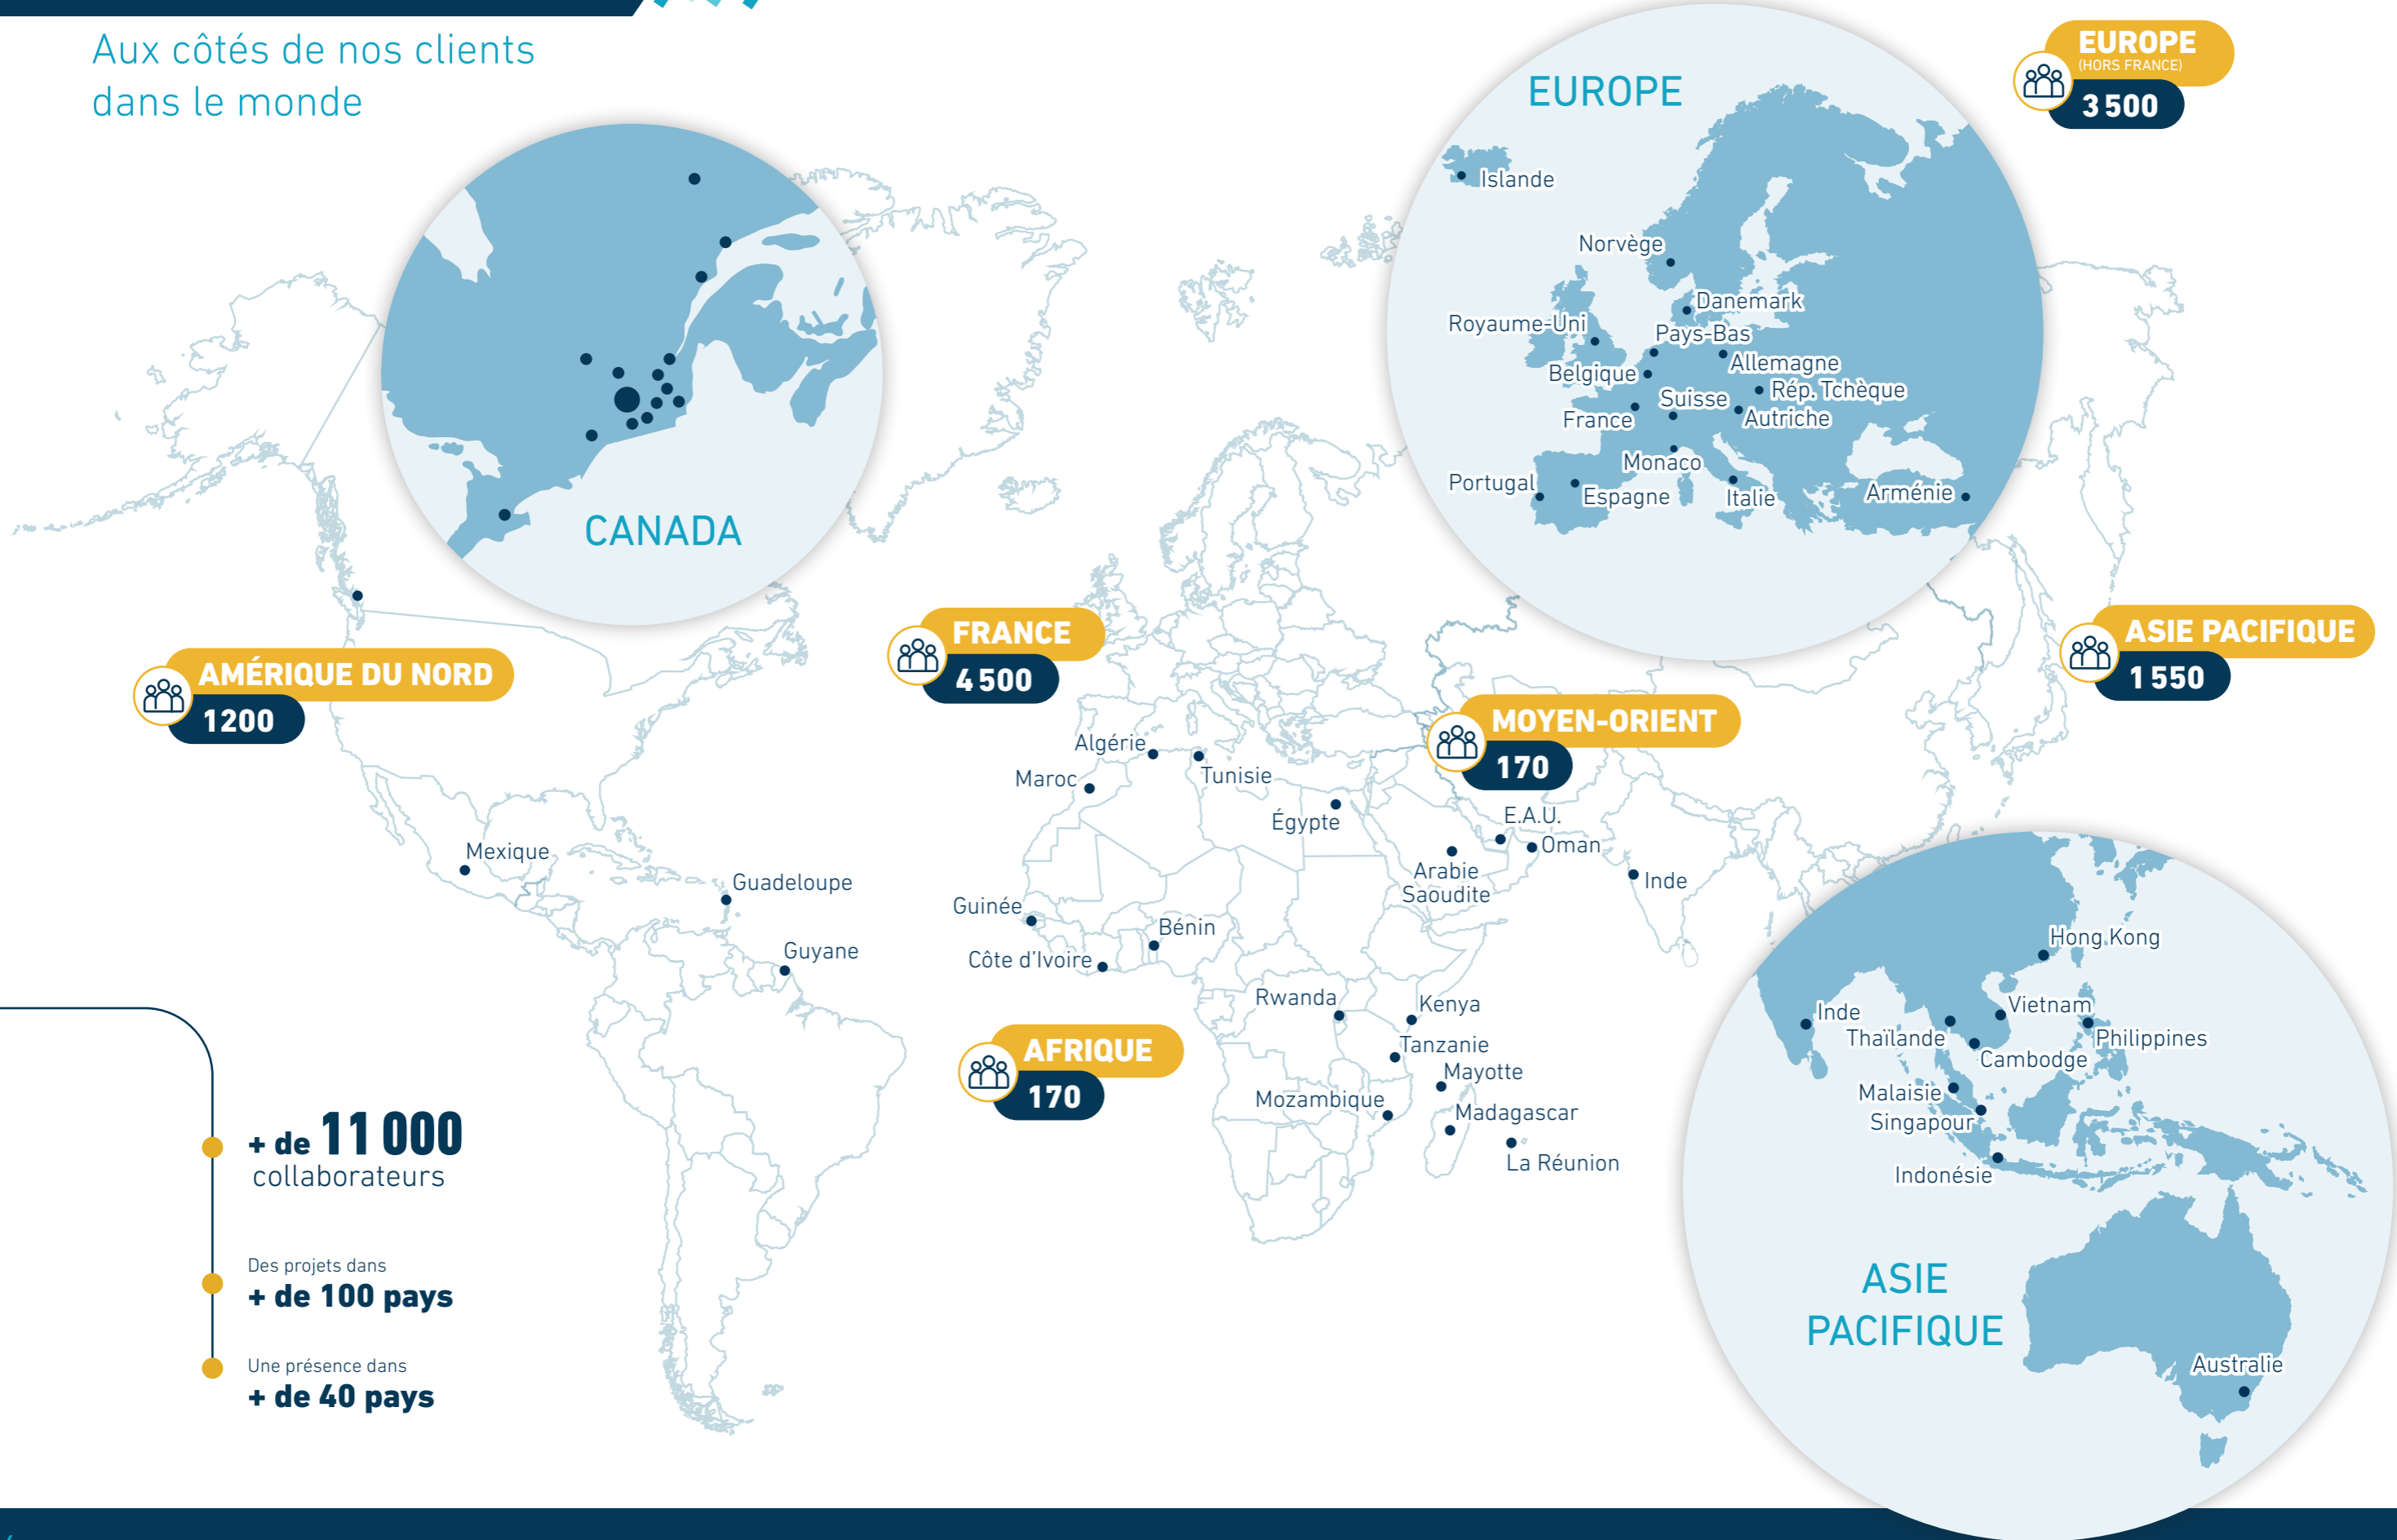 Aux côtés de nos clients
dans le monde
CANADA
EUROPE
Islande
Norvège
Danemark
Royaume-Uni
Pays-Bas
Allemagne
Belgique
Rép. Tchèque
Suisse
France
Autriche
Monaco
Portugal
Espagne
Italie
Arménie
EUROPE
(HORS FRANCE)
3 500
AMÉRIQUE DU NORD
1200
FRANCE
4 500
MOYEN-ORIENT
170
ASIE PACIFIQUE
1 550
Algérie
Maroc
Tunisie
Égypte
E.A.U.
Oman
Arabie
Saoudite
Inde
Mexique
Guadeloupe
Guyane
Guinée
Bénin
Côte d'Ivoire
Rwanda
Kenya
Tanzanie
Mayotte
Mozambique
Madagascar
La Réunion
AFRIQUE
170
Hong Kong
Inde
Vietnam
Thaïlande
Philippines
Cambodge
Malaisie
Singapour
Indonésie
ASIE
PACIFIQUE
Australie
+ de 11 000
collaborateurs
Des projets dans
+ de 100 pays
Une présence dans
+ de 40 pays